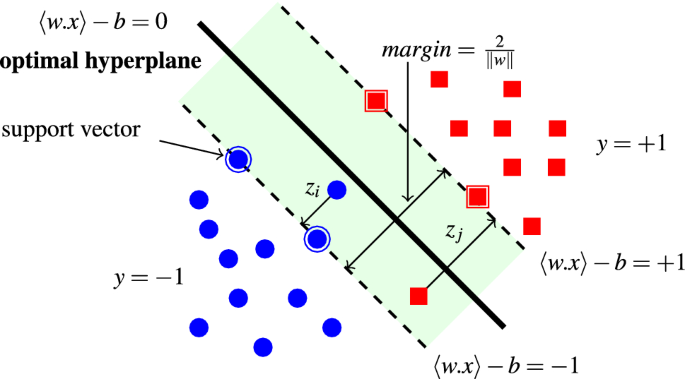 ⟨w.x⟩ − b = 0
optimal hyperplane
margin = 2/‖w‖
support vector
y = +1
z_i
z_j
⟨w.x⟩ − b = +1
y = −1
⟨w.x⟩ − b = −1